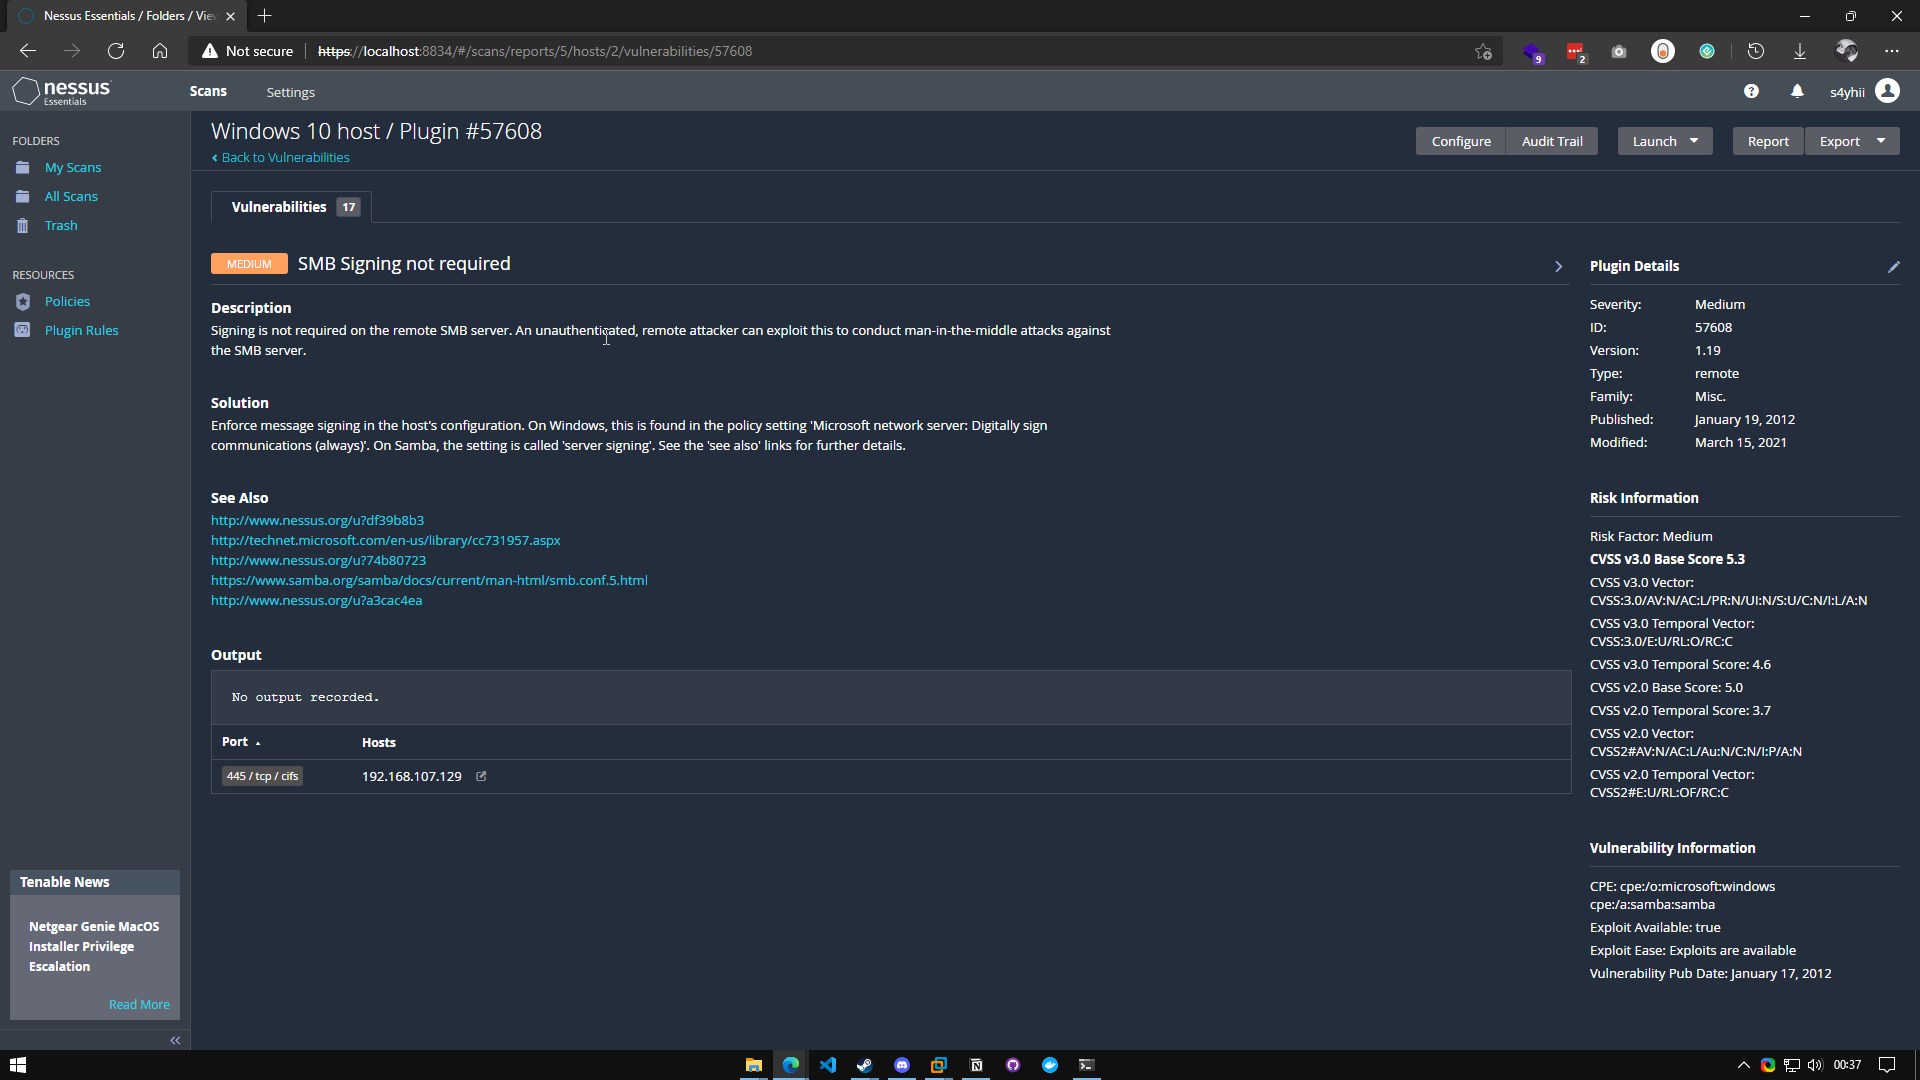 Nessus Essentials / Folders / Vie
Not secure
https://localhost:8834/#/scans/reports/5/hosts/2/vulnerabilities/57608
9
2
nessus
Essentials
Scans
Settings
s4yhii
FOLDERS
My Scans
All Scans
Trash
RESOURCES
Policies
Plugin Rules
Tenable News
Netgear Genie MacOS
Installer Privilege
Escalation
Read More
Windows 10 host / Plugin #57608
Back to Vulnerabilities
Configure
Audit Trail
Launch
Report
Export
Vulnerabilities 17
MEDIUM
SMB Signing not required
Description
Signing is not required on the remote SMB server. An unauthenticated, remote attacker can exploit this to conduct man-in-the-middle attacks against
the SMB server.
Solution
Enforce message signing in the host's configuration. On Windows, this is found in the policy setting 'Microsoft network server: Digitally sign
communications (always)'. On Samba, the setting is called 'server signing'. See the 'see also' links for further details.
See Also
http://www.nessus.org/u?df39b8b3
http://technet.microsoft.com/en-us/library/cc731957.aspx
http://www.nessus.org/u?74b80723
https://www.samba.org/samba/docs/current/man-html/smb.conf.5.html
http://www.nessus.org/u?a3cac4ea
Output
No output recorded.
Port Hosts
445 / tcp / cifs 192.168.107.129
Plugin Details
Severity: Medium
ID: 57608
Version: 1.19
Type: remote
Family: Misc.
Published: January 19, 2012
Modified: March 15, 2021
Risk Information
Risk Factor: Medium
CVSS v3.0 Base Score 5.3
CVSS v3.0 Vector:
CVSS:3.0/AV:N/AC:L/PR:N/UI:N/S:U/C:N/I:L/A:N
CVSS v3.0 Temporal Vector:
CVSS:3.0/E:U/RL:O/RC:C
CVSS v3.0 Temporal Score: 4.6
CVSS v2.0 Base Score: 5.0
CVSS v2.0 Temporal Score: 3.7
CVSS v2.0 Vector:
CVSS2#AV:N/AC:L/Au:N/C:N/I:P/A:N
CVSS v2.0 Temporal Vector:
CVSS2#E:U/RL:OF/RC:C
Vulnerability Information
CPE: cpe:/o:microsoft:windows
cpe:/a:samba:samba
Exploit Available: true
Exploit Ease: Exploits are available
Vulnerability Pub Date: January 17, 2012
00:37